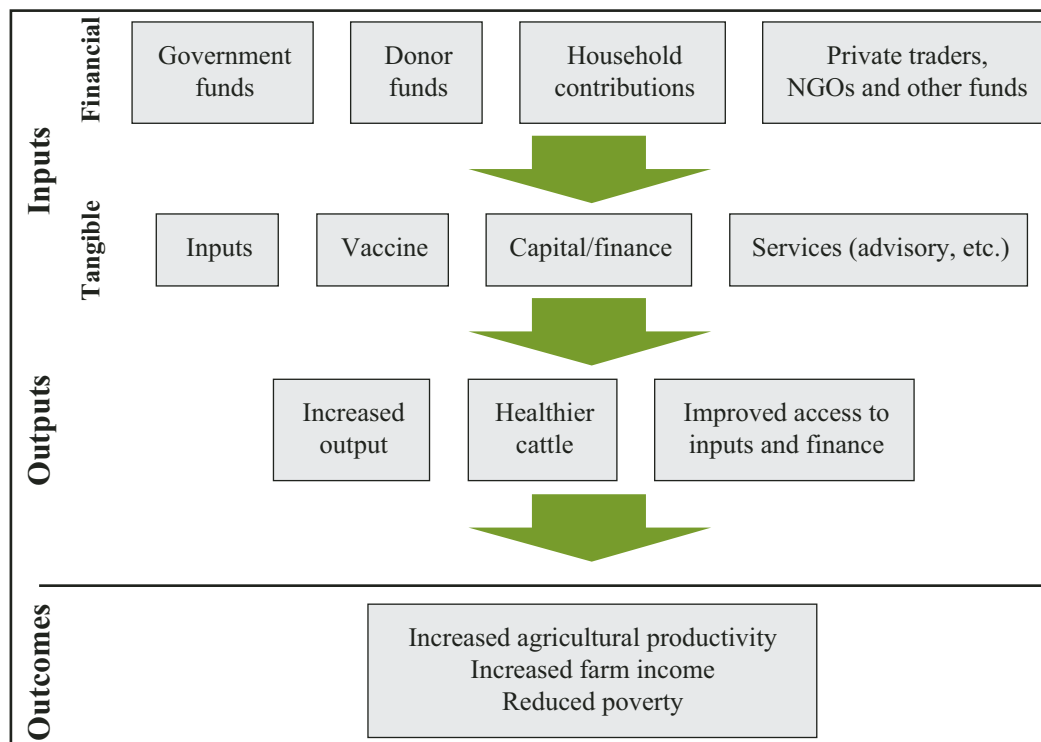 Inputs
Financial
Government
funds
Donor
funds
Household
contributions
Private traders,
NGOs and other funds
Tangible
Inputs
Vaccine
Capital/finance
Services (advisory, etc.)
Outputs
Increased
output
Healthier
cattle
Improved access to
inputs and finance
Outcomes
Increased agricultural productivity
Increased farm income
Reduced poverty